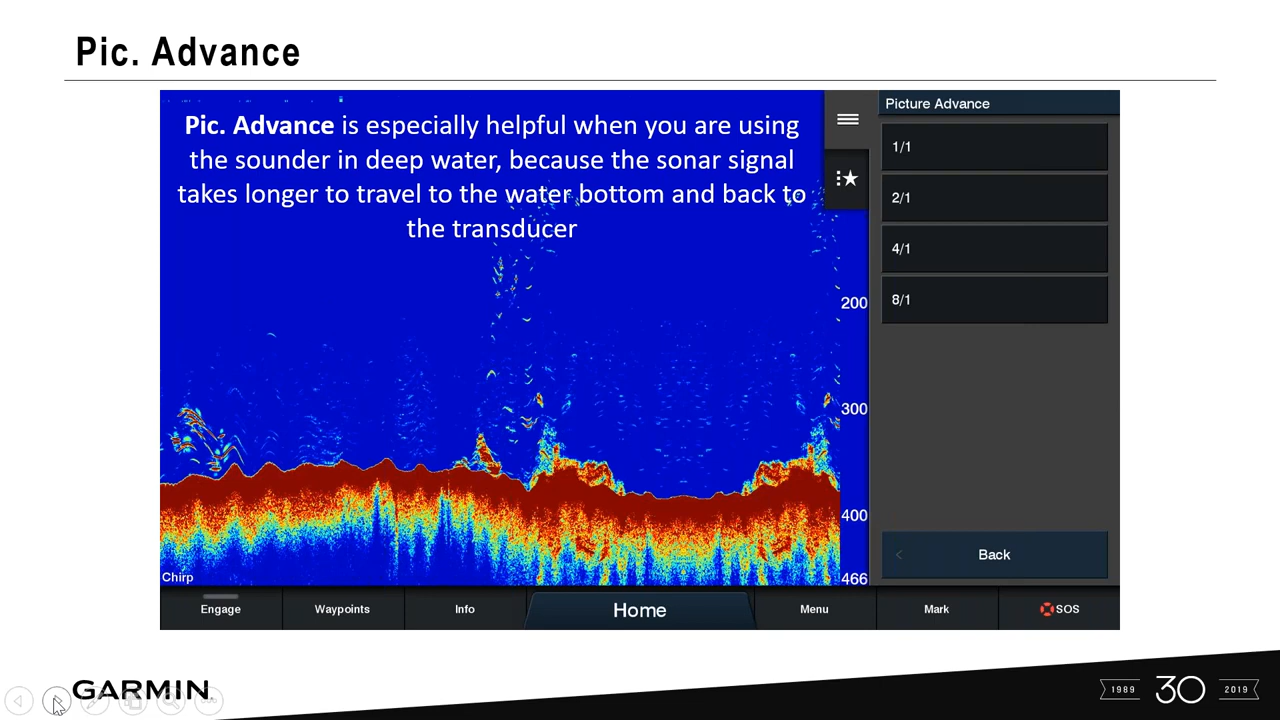 Pic. Advance
Picture Advance
Pic. Advance is especially helpful when you are using
the sounder in deep water, because the sonar signal
takes longer to travel to the water bottom and back to
the transducer
1/1
2/1
4/1
8/1
200
300
400
466
Back
Chirp
Engage
Waypoints
Info
Home
Menu
Mark
SOS
GARMIN.
1989
30
2019